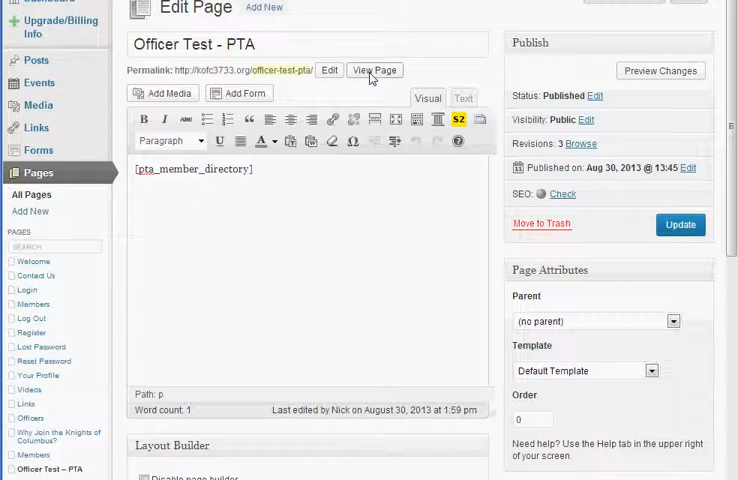 Dashboard
Upgrade/Billing
Info
Posts
Events
Media
Links
Forms
Pages
All Pages
Add New
PAGES
SEARCH
Welcome
Contact Us
Login
Members
Log Out
Register
Lost Password
Reset Password
Your Profile
Videos
Links
Officers
Why Join the Knights of
Columbus?
Members
Officer Test – PTA
Edit Page Add New
Officer Test - PTA
Permalink: http://kofc3733.org/officer-test-pta/ Edit View Page
Add Media Add Form
Visual Text
B I ABC
Paragraph U A Ω
S2
[pta_member_directory]
Path: p
Word count: 1 Last edited by Nick on August 30, 2013 at 1:59 pm
Layout Builder
Disable page builder
Publish
Preview Changes
Status: Published Edit
Visibility: Public Edit
Revisions: 3 Browse
Published on: Aug 30, 2013 @ 13:45 Edit
SEO: Check
Move to Trash Update
Page Attributes
Parent
(no parent)
Template
Default Template
Order
0
Need help? Use the Help tab in the upper right
of your screen.